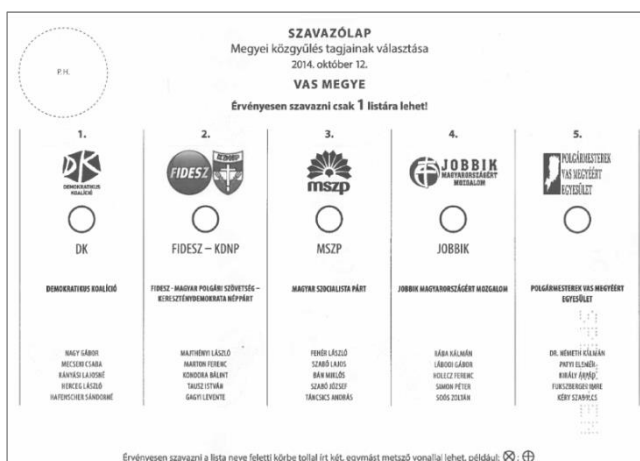 SZAVAZÓLAP
Megyei közgyűlés tagjainak választása
2014. október 12.
P.H.
VAS MEGYE
Érvényesen szavazni csak 1 listára lehet!
1.
DK
DEMOKRATIKUS
KOALÍCIÓ
DK
DEMOKRATIKUS KOALÍCIÓ
NAGY GÁBOR
MECSERI CSABA
BÁNYÁSI LAJOSNÉ
HERCEG LÁSZLÓ
HAFENSCHER SÁNDORNÉ
2.
FIDESZ
KDNP
FIDESZ – KDNP
FIDESZ - MAGYAR POLGÁRI SZÖVETSÉG –
KERESZTÉNYDEMOKRATA NÉPPÁRT
MAJTHÉNYI LÁSZLÓ
MARTON FERENC
KONDORA BÁLINT
TAUSZ ISTVÁN
GAGYI LEVENTE
3.
mszp
MSZP
MAGYAR SZOCIALISTA PÁRT
FEHÉR LÁSZLÓ
SZABÓ LAJOS
BÁN MIKLÓS
SZABÓ JÓZSEF
TÁNCSICS ANDRÁS
4.
JOBBIK
MAGYARORSZÁGÉRT
MOZGALOM
JOBBIK
JOBBIK MAGYARORSZÁGÉRT MOZGALOM
BÁBA KÁLMÁN
LÁBODI GÁBOR
HOLECZ FERENC
SIMON PÉTER
SOÓS ZOLTÁN
5.
POLGÁRMESTEREK
VAS MEGYÉÉRT
EGYESÜLET
POLGÁRMESTEREK VAS MEGYÉÉRT
EGYESÜLET
DR. NÉMETH KÁLMÁN
PATYI ELEMÉR
KIRÁLY ÁRPÁD
FURSZBERGER IMRE
KÉRY SZABOLCS
Érvényesen szavazni a lista neve feletti körbe tollal írt két, egymást metsző vonallal lehet, például: